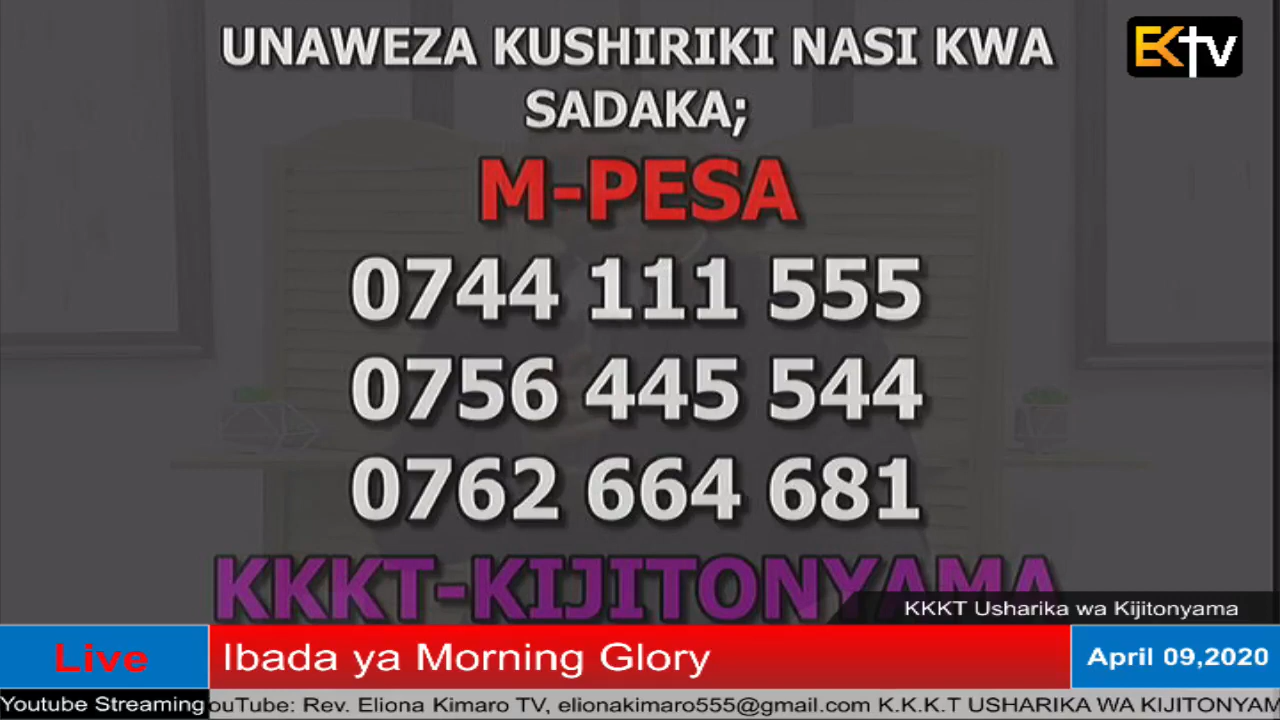 UNAWEZA KUSHIRIKI NASI KWA
SADAKA;
EKTV
M-PESA
0744 111 555
0756 445 544
0762 664 681
KKKT-KIJITONYAMA
KKKT Usharika wa Kijitonyama
Live
Ibada ya Morning Glory
April 09,2020
Youtube Streaming
ouTube: Rev. Eliona Kimaro TV, elionakimaro555@gmail.com K.K.K.T USHARIKA WA KIJITONYAM